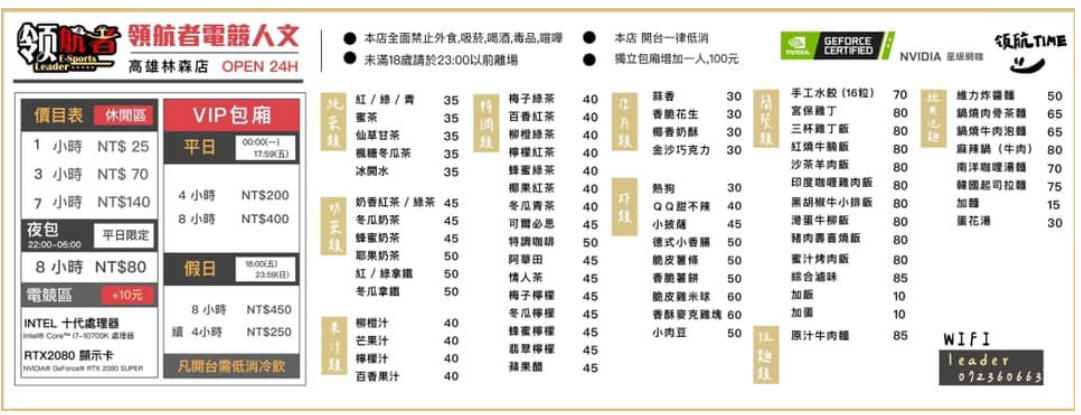 領航者
E-Sports
Leader
領航者電競人文
高雄林森店 OPEN 24H
● 本店全面禁止外食,吸菸,喝酒,毒品,喧嘩
● 未滿18歲請於23:00以前離場
● 本店 開台一律低消
● 獨立包廂增加一人,100元
NVIDIA
GEFORCE
CERTIFIED
NVIDIA 星級網咖
領航TIME
價目表 休閒區
1 小時 NT$ 25
3 小時 NT$ 70
7 小時 NT$140
夜包
22:00-06:00
平日限定
8 小時 NT$80
電競區 +10元
INTEL 十代處理器
Intel® Core™ i7-10700K 處理器
RTX2080 顯示卡
NVIDIA® GeForce® RTX 2080 SUPER
VIP包廂
平日
00:00(一)
17:59(五)
4 小時 NT$200
8 小時 NT$400
假日
18:00(五)
23:59(日)
8 小時 NT$450
續 4小時 NT$250
凡開台需低消冷飲
純茶類
紅 / 綠 / 青 35
蜜茶 35
仙草甘茶 35
楓糖冬瓜茶 35
冰開水 35
奶茶類
奶香紅茶 / 綠茶 45
冬瓜奶茶 45
蜂蜜奶茶 45
耶果奶茶 50
紅 / 綠拿鐵 50
冬瓜拿鐵 50
果汁類
柳橙汁 40
芒果汁 40
檸檬汁 40
百香果汁 40
特調類
梅子綠茶 40
百香紅茶 40
柳橙綠茶 40
檸檬紅茶 40
蜂蜜綠茶 40
椰果紅茶 40
冬瓜青茶 40
可爾必思 45
特調咖啡 50
阿華田 45
情人茶 45
梅子檸檬 45
冬瓜檸檬 45
蜂蜜檸檬 45
翡翠檸檬 45
蘋果醋 45
厚片類
蒜香 30
香脆花生 30
椰香奶酥 30
金沙巧克力 30
炸類
熱狗 30
QQ甜不辣 40
小披薩 45
德式小香腸 50
脆皮薯條 50
香脆薯餅 50
脆皮雞米球 60
香酥麥克雞塊 60
小肉豆 50
簡餐類
手工水餃 (16粒) 70
宮保雞丁 80
三杯雞丁飯 80
紅燒牛腩飯 80
沙茶羊肉飯 80
印度咖哩雞肉飯 80
黑胡椒牛小排飯 80
滑蛋牛柳飯 80
豬肉壽喜燒飯 80
蜜汁烤肉飯 80
綜合滷味 85
加飯 10
加蛋 10
拉麵類
原汁牛肉麵 85
維力炸醬麵 50
鍋燒肉骨茶麵 65
鍋燒牛肉泡麵 65
麻辣鍋 (牛肉) 80
南洋咖哩湯麵 70
韓國起司拉麵 75
加麵 15
蛋花湯 30
WIFI
leader
072360663